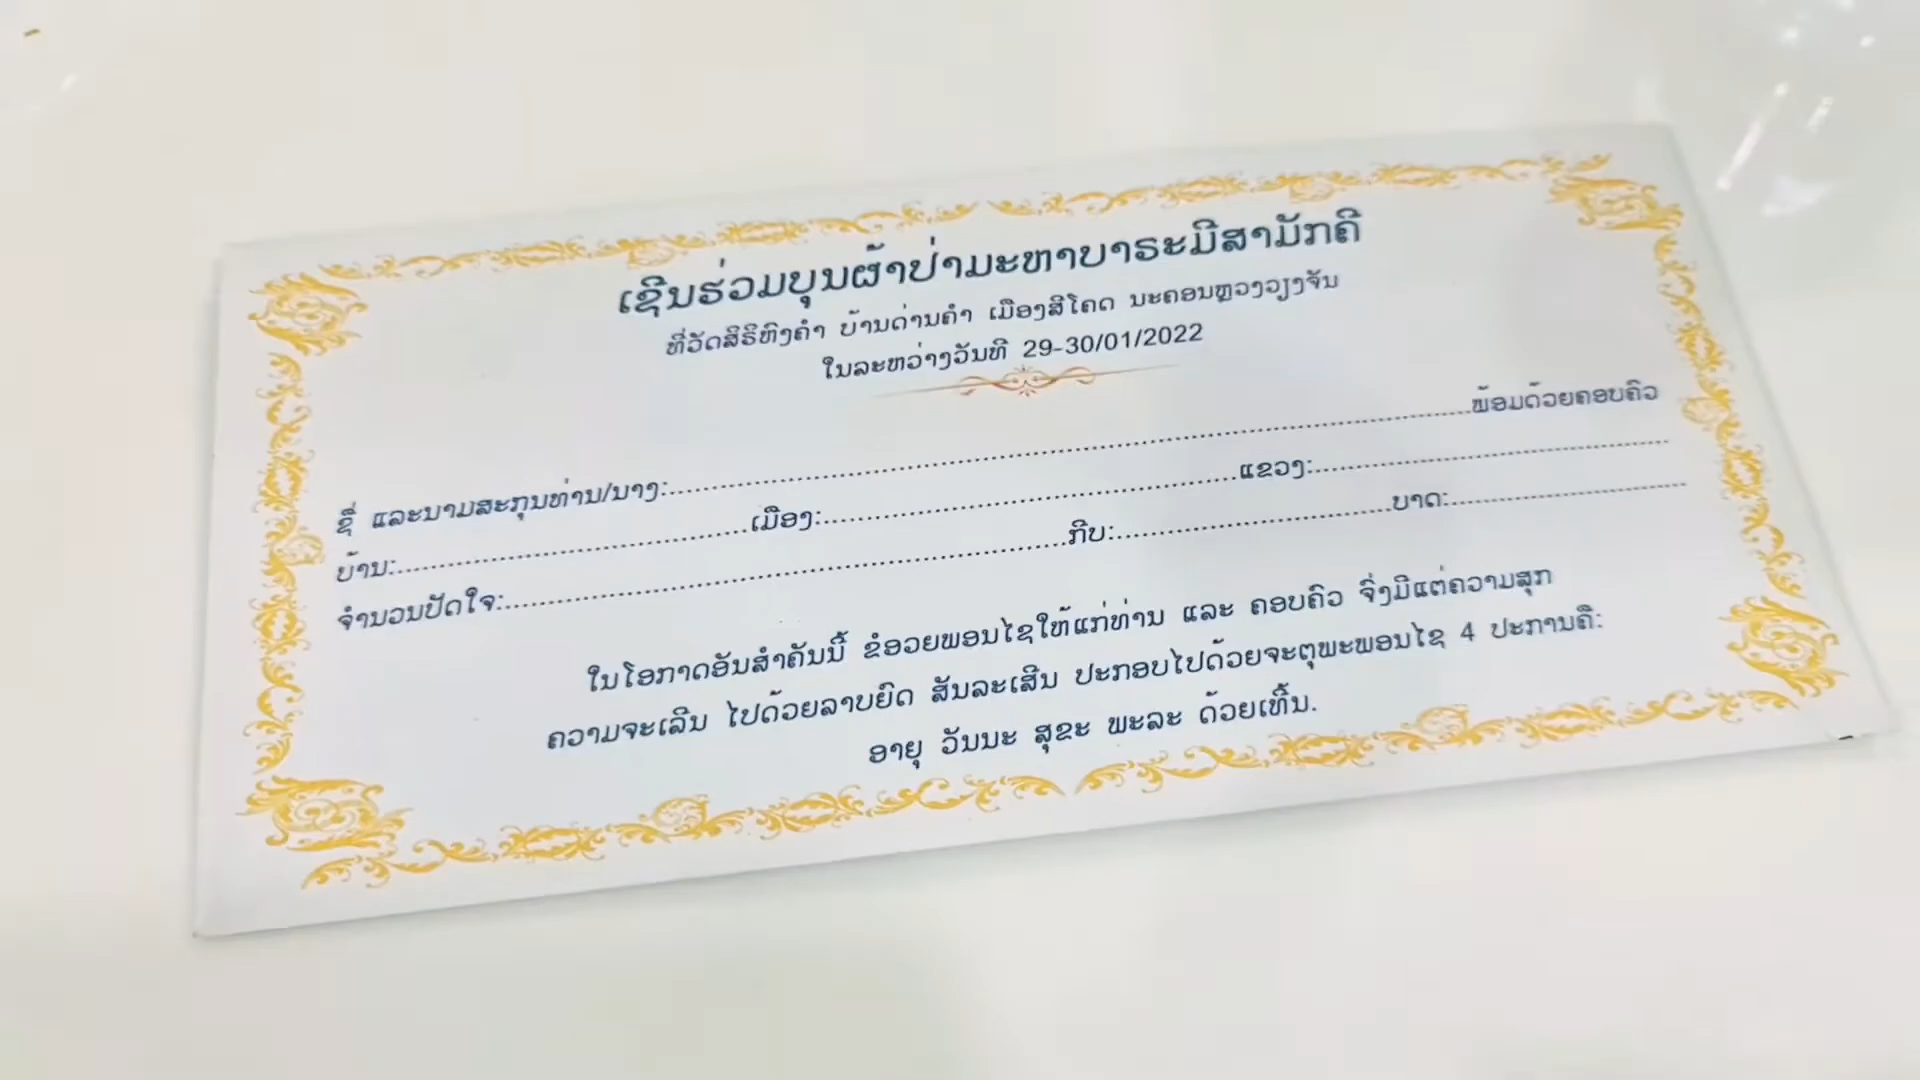 ເຊີນຮ່ວມບຸນຜ້າປ່າມະຫາບາຣະມີສາມັກຄີ
ທີ່ວັດສິຣິຫົງຄຳ ບ້ານດ່ານຄຳ ເມືອງສີໂຄດ ນະຄອນຫຼວງວຽງຈັນ
ໃນລະຫວ່າງວັນທີ 29-30/01/2022
ຊື່ ແລະນາມສະກຸນທ່ານ/ນາງ:..........ພ້ອມດ້ວຍຄອບຄົວ
ບ້ານ:..........ເມືອງ:..........ແຂວງ:..........
ຈຳນວນປັດໃຈ:..........ກີບ:..........ບາດ:..........
ໃນໂອກາດອັນສຳຄັນນີ້ ຂໍອວຍພອນໄຊໃຫ້ແກ່ທ່ານ ແລະ ຄອບຄົວ ຈົ່ງມີແຕ່ຄວາມສຸກ
ຄວາມຈະເລີນ ໄປດ້ວຍລາບຍົດ ສັນລະເສີນ ປະກອບໄປດ້ວຍຈະຕຸພະພອນໄຊ 4 ປະການຄື:
ອາຍຸ ວັນນະ ສຸຂະ ພະລະ ດ້ວຍເທີ້ນ.